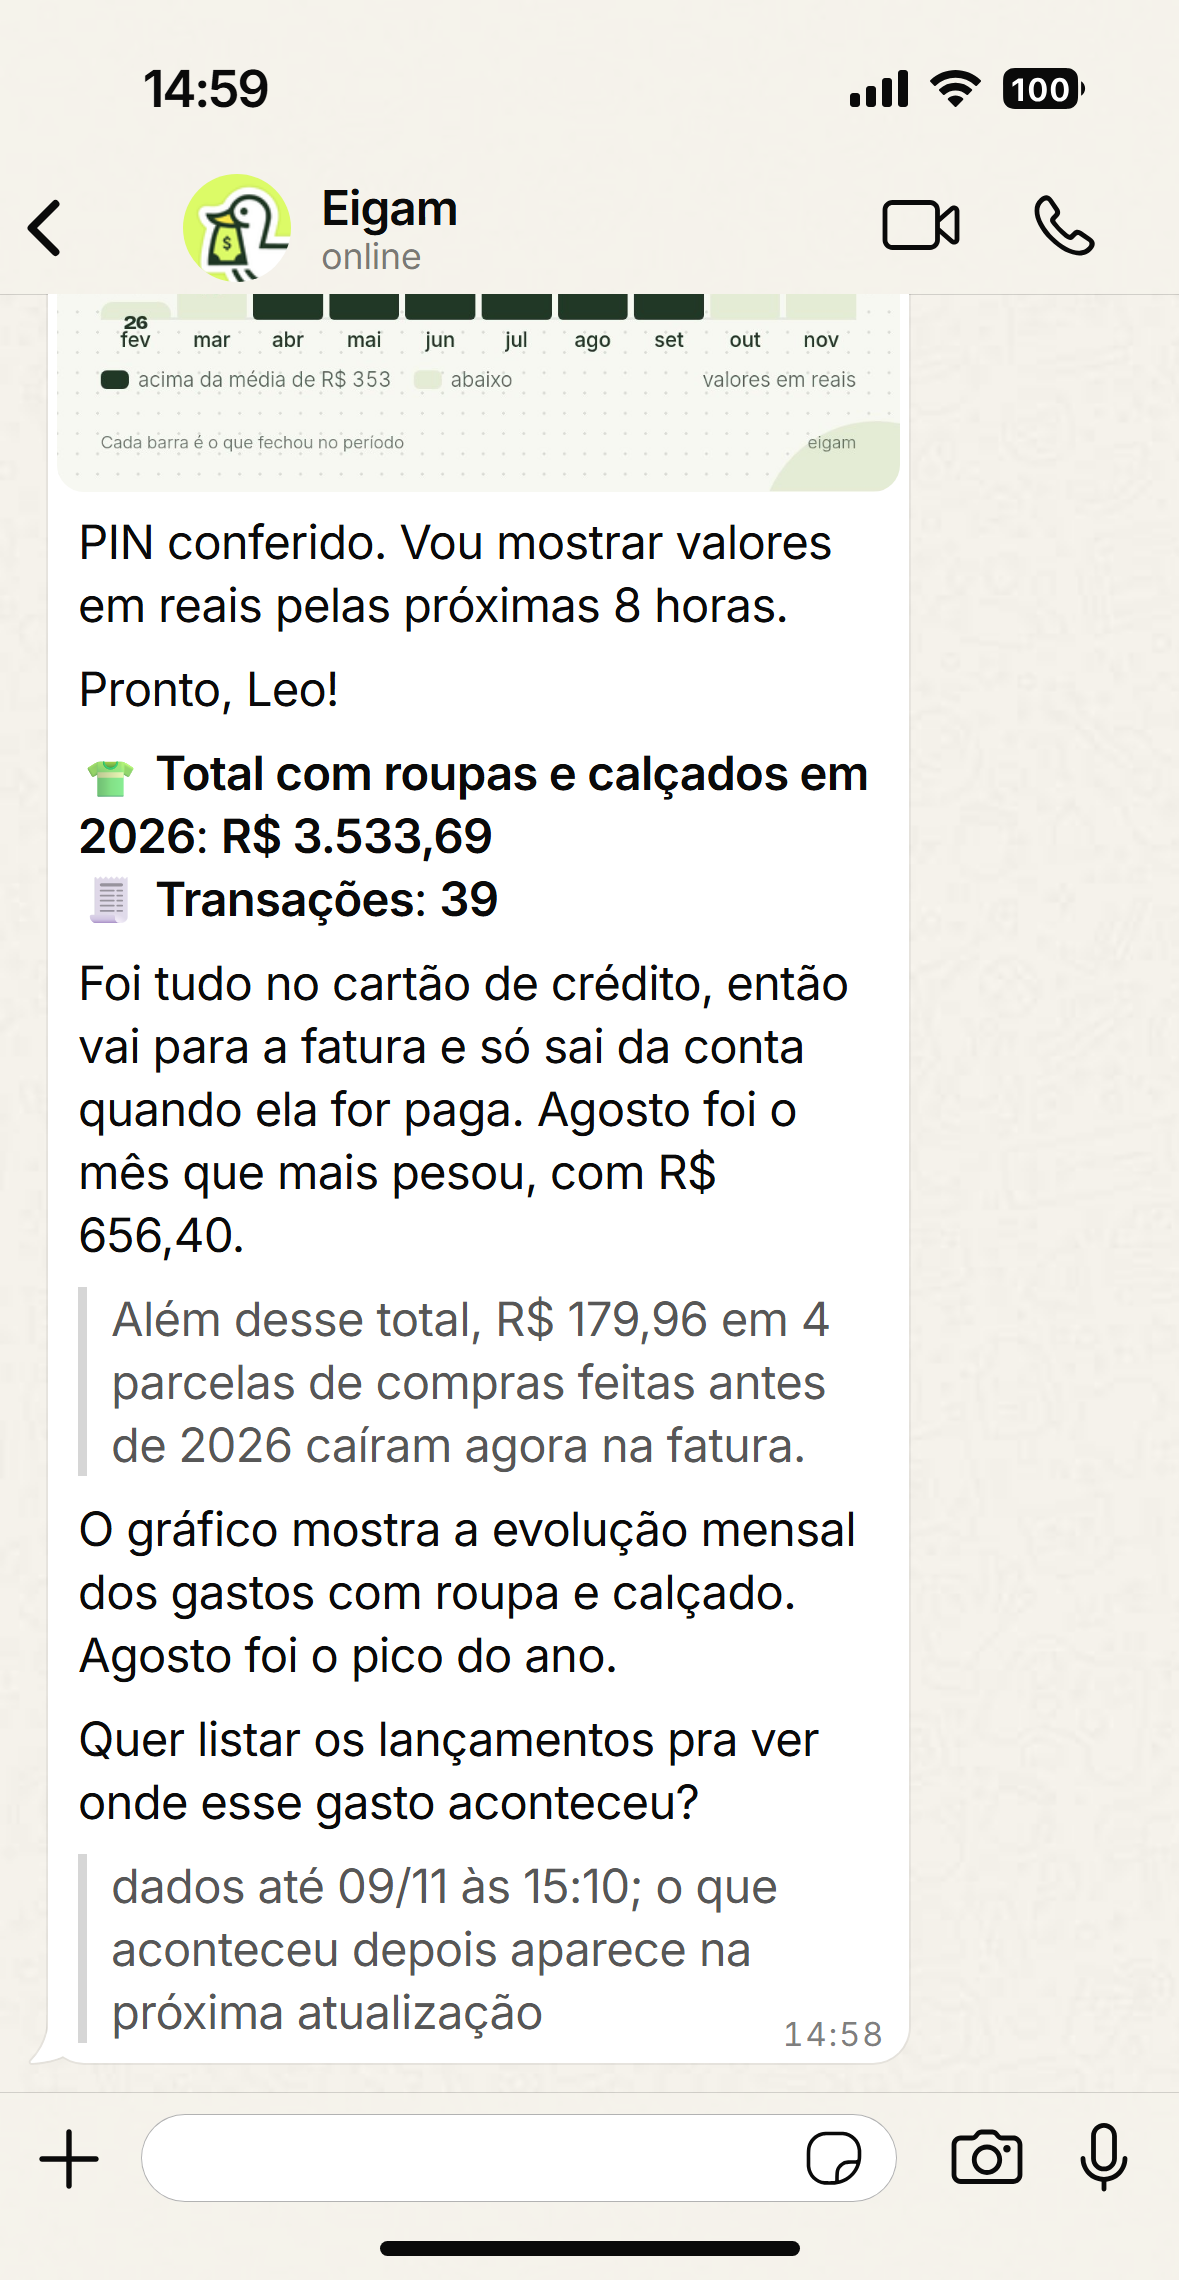 14:59
100
Eigam
online
26
fev mar abr mai jun jul ago set out nov
acima da média de R$ 353 abaixo valores em reais
Cada barra é o que fechou no período eigam
PIN conferido. Vou mostrar valores
em reais pelas próximas 8 horas.
Pronto, Leo!
Total com roupas e calçados em
2026: R$ 3.533,69
Transações: 39
Foi tudo no cartão de crédito, então
vai para a fatura e só sai da conta
quando ela for paga. Agosto foi o
mês que mais pesou, com R$
656,40.
Além desse total, R$ 179,96 em 4
parcelas de compras feitas antes
de 2026 caíram agora na fatura.
O gráfico mostra a evolução mensal
dos gastos com roupa e calçado.
Agosto foi o pico do ano.
Quer listar os lançamentos pra ver
onde esse gasto aconteceu?
dados até 09/11 às 15:10; o que
aconteceu depois aparece na
próxima atualização
14:58